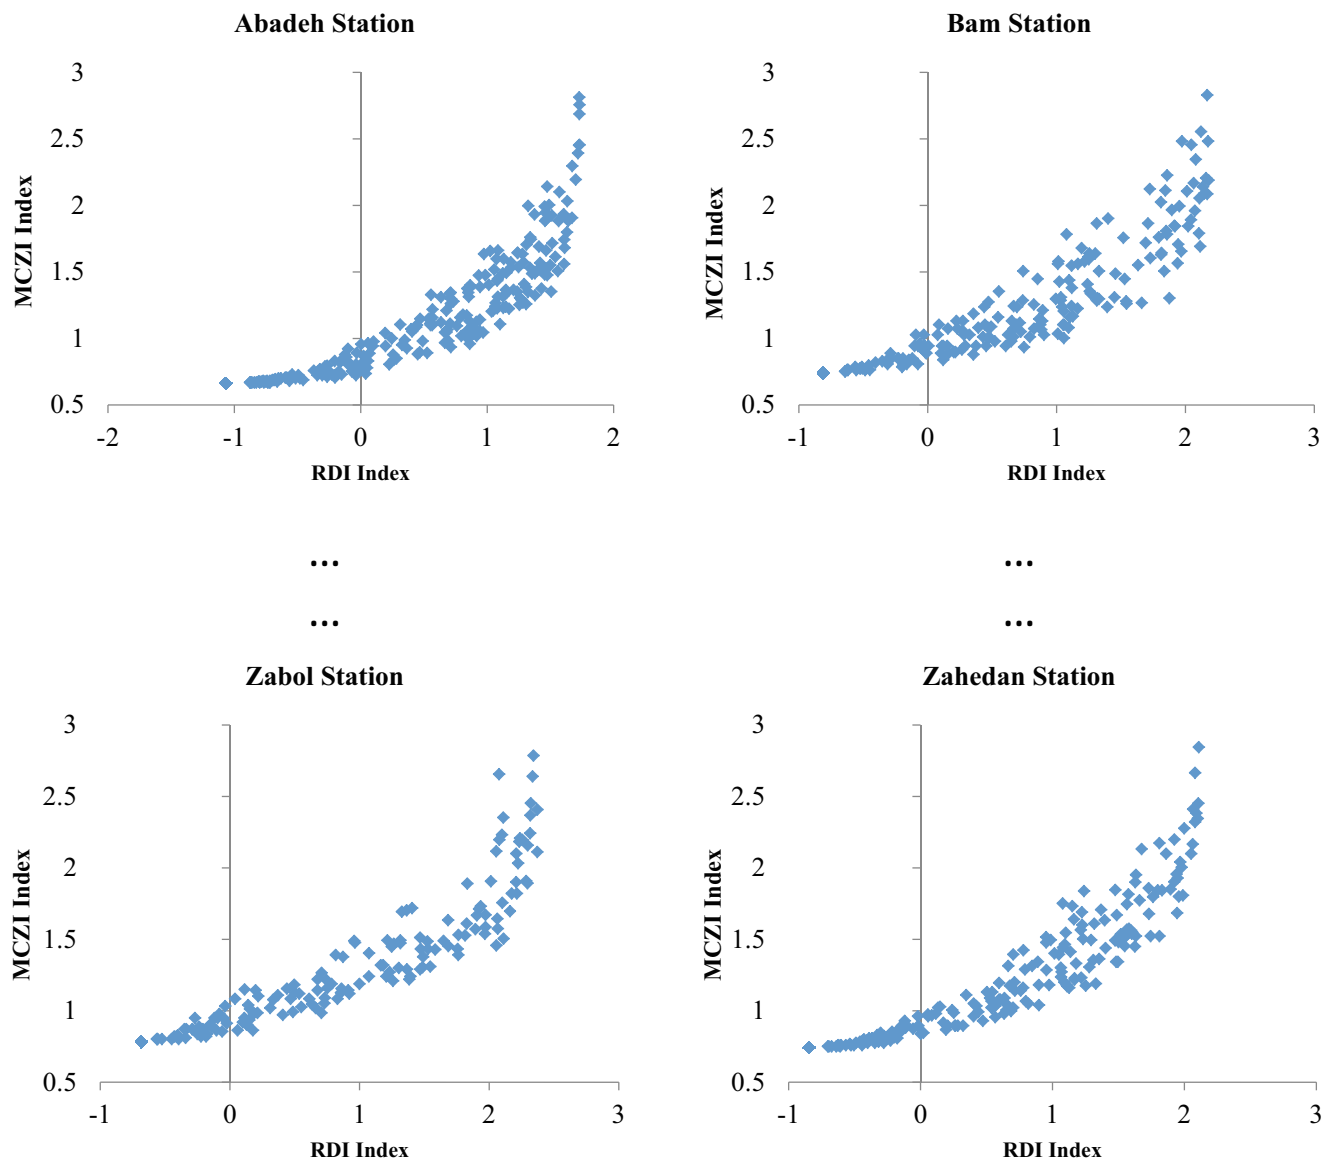 Abadeh Station
3
2.5
2
1.5
1
0.5
-2 -1 0 1 2
MCZI Index
RDI Index
Bam Station
3
2.5
2
1.5
1
0.5
-1 0 1 2 3
MCZI Index
RDI Index
... ...
... ...
Zabol Station
3
2.5
2
1.5
1
0.5
-1 0 1 2 3
MCZI Index
RDI Index
Zahedan Station
3
2.5
2
1.5
1
0.5
-1 0 1 2 3
MCZI Index
RDI Index